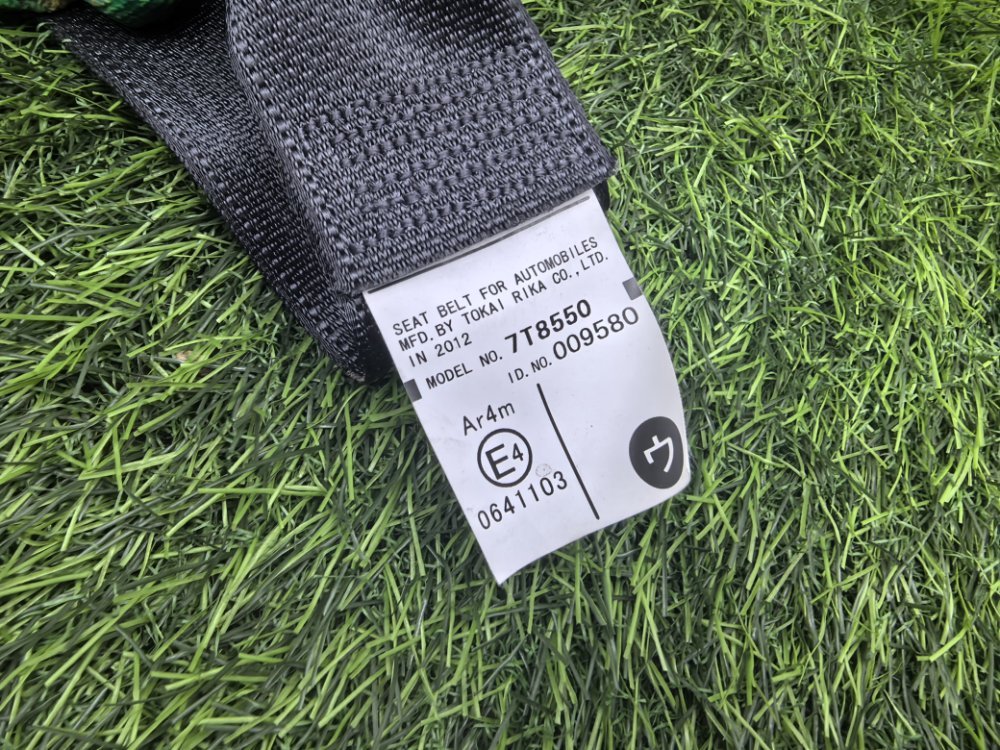 SEAT BELT FOR AUTOMOBILES
MFD. BY TOKAI RIKA CO., LTD.
IN 2012
MODEL NO. 7T8550
ID. NO. 009580
Ar4m
E4
0641103
ウ